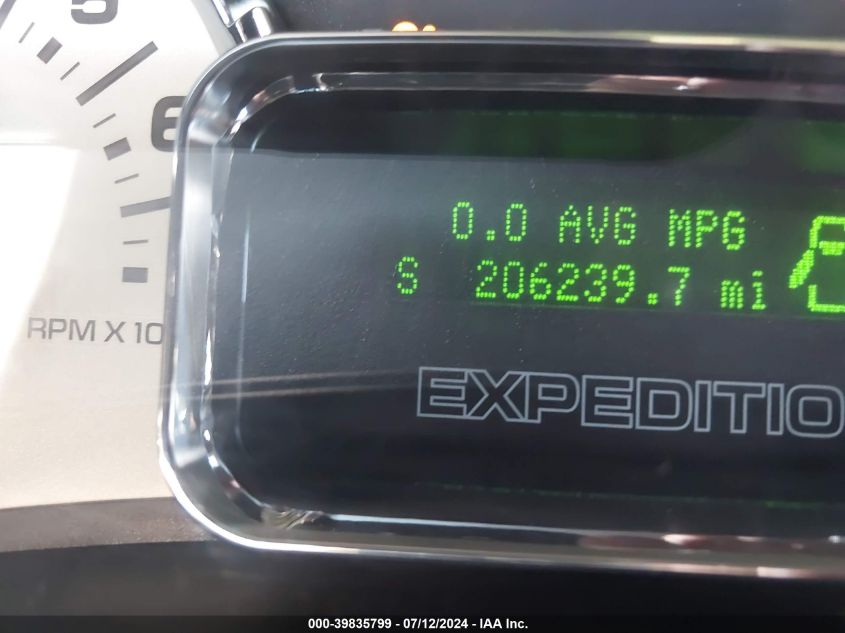 5
6
RPM X 10
0.0 AVG MPG
S 206239.7 mi
EXPEDITIO
000-39835799 - 07/12/2024 - IAA Inc.